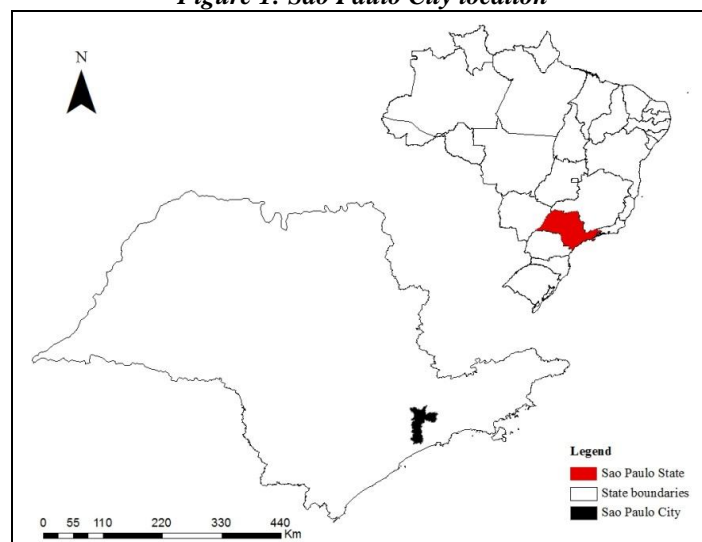 Figure 1: Sao Paulo City location
N
Legend
Sao Paulo State
State boundaries
Sao Paulo City
0 55 110 220 330 440
Km